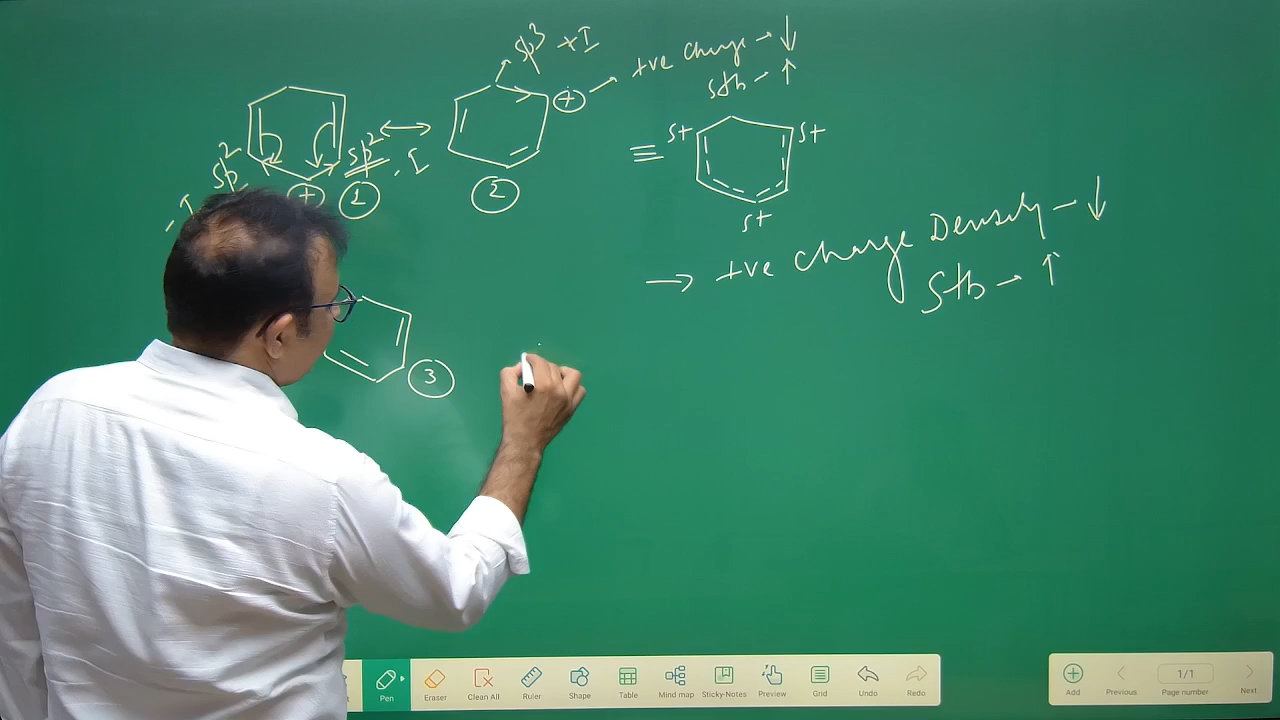 sp³ +I
+ve charge → ↓
Stb - ↑
sp² -I
sp² -I
+
+
1
2
≡
δ+ δ+
δ+
→ +ve charge Density - ↓
Stb - ↑
3
Pen
Eraser
Clean All
Ruler
Shape
Table
Mind map
Sticky-Notes
Preview
Grid
Undo
Redo
Add
Previous
1/1
Page number
Next